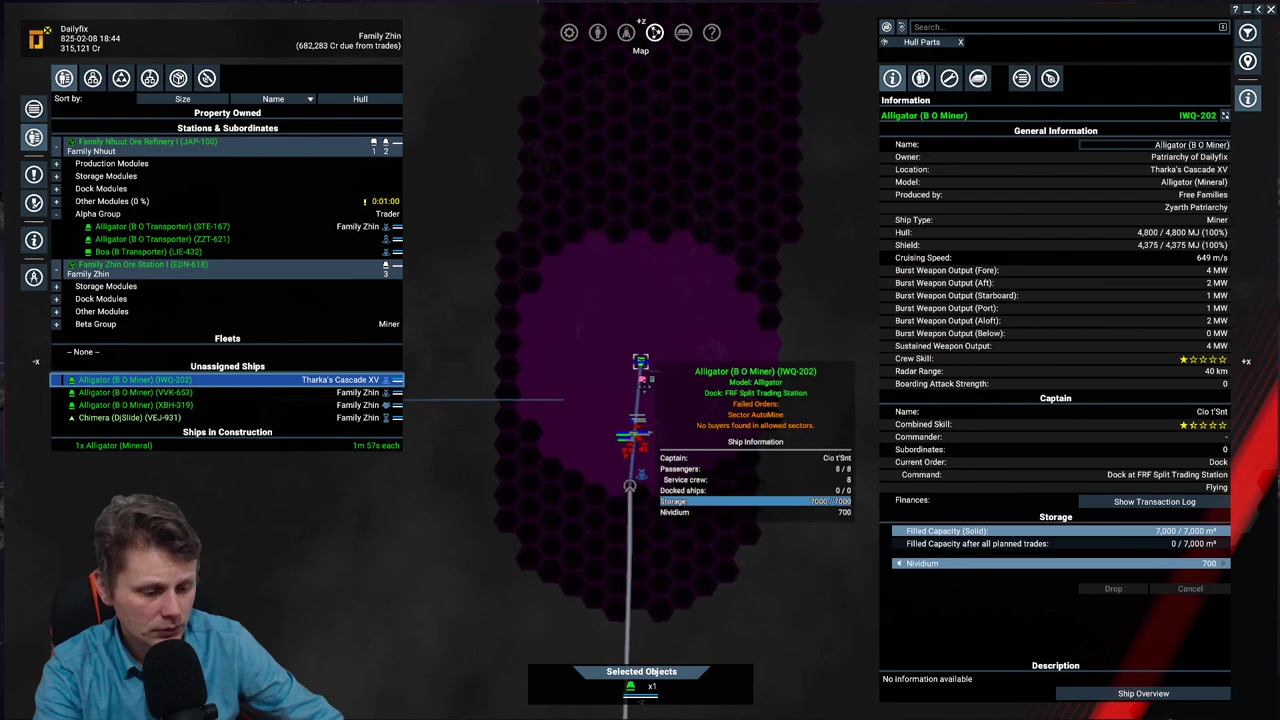 Dailyfix
825-02-08 18:44
315,121 Cr
Family Zhin
(682,283 Cr due from trades)
Sort by:
Size
Name
Hull
Property Owned
Stations & Subordinates
Family Nhuut Ore Refinery I (JAP-100)
Family Nhuut
1 2
Production Modules
Storage Modules
Dock Modules
Other Modules (0 %)
! 0:01:00
Alpha Group
Trader
Alligator (B O Transporter) (STE-167)
Family Zhin
Alligator (B O Transporter) (ZZT-621)
Boa (B Transporter) (LIE-432)
Family Zhin Ore Station I (EDN-618)
Family Zhin
3
Storage Modules
Dock Modules
Other Modules
Beta Group
Miner
Fleets
– None –
Unassigned Ships
Alligator (B O Miner) (IWQ-202)
Tharka's Cascade XV
Alligator (B O Miner) (VVK-653)
Family Zhin
Alligator (B O Miner) (XBH-319)
Family Zhin
Chimera (DjSlide) (VEJ-931)
Family Zhin
Ships in Construction
1x Alligator (Mineral)
1m 57s each
+z
Map
-x
+x
Alligator (B O Miner) (IWQ-202)
Model: Alligator
Dock: FRF Split Trading Station
Failed Orders:
Sector AutoMine
No buyers found in allowed sectors.
Ship Information
Captain:
Cio t'Snt
Passengers:
8 / 8
Service crew:
8
Docked ships:
0 / 0
Storage:
7000 / 7000
Nividium
700
Selected Objects
x1
-z
Search...
Hull Parts
X
Information
Alligator (B O Miner)
IWQ-202
General Information
Name:
Alligator (B O Miner)
Owner:
Patriarchy of Dailyfix
Location:
Tharka's Cascade XV
Model:
Alligator (Mineral)
Produced by:
Free Families
Zyarth Patriarchy
Ship Type:
Miner
Hull:
4,800 / 4,800 MJ (100%)
Shield:
4,375 / 4,375 MJ (100%)
Cruising Speed:
649 m/s
Burst Weapon Output (Fore):
4 MW
Burst Weapon Output (Aft):
2 MW
Burst Weapon Output (Starboard):
1 MW
Burst Weapon Output (Port):
1 MW
Burst Weapon Output (Aloft):
2 MW
Burst Weapon Output (Below):
0 MW
Sustained Weapon Output:
4 MW
Crew Skill:
Radar Range:
40 km
Boarding Attack Strength:
0
Captain
Name:
Cio t'Snt
Combined Skill:
Commander:
-
Subordinates:
0
Current Order:
Dock
Command:
Dock at FRF Split Trading Station
Flying
Finances:
Show Transaction Log
Storage
Filled Capacity (Solid):
7,000 / 7,000 m³
Filled Capacity after all planned trades:
0 / 7,000 m³
Nividium
700
Drop
Cancel
Description
No information available
Ship Overview